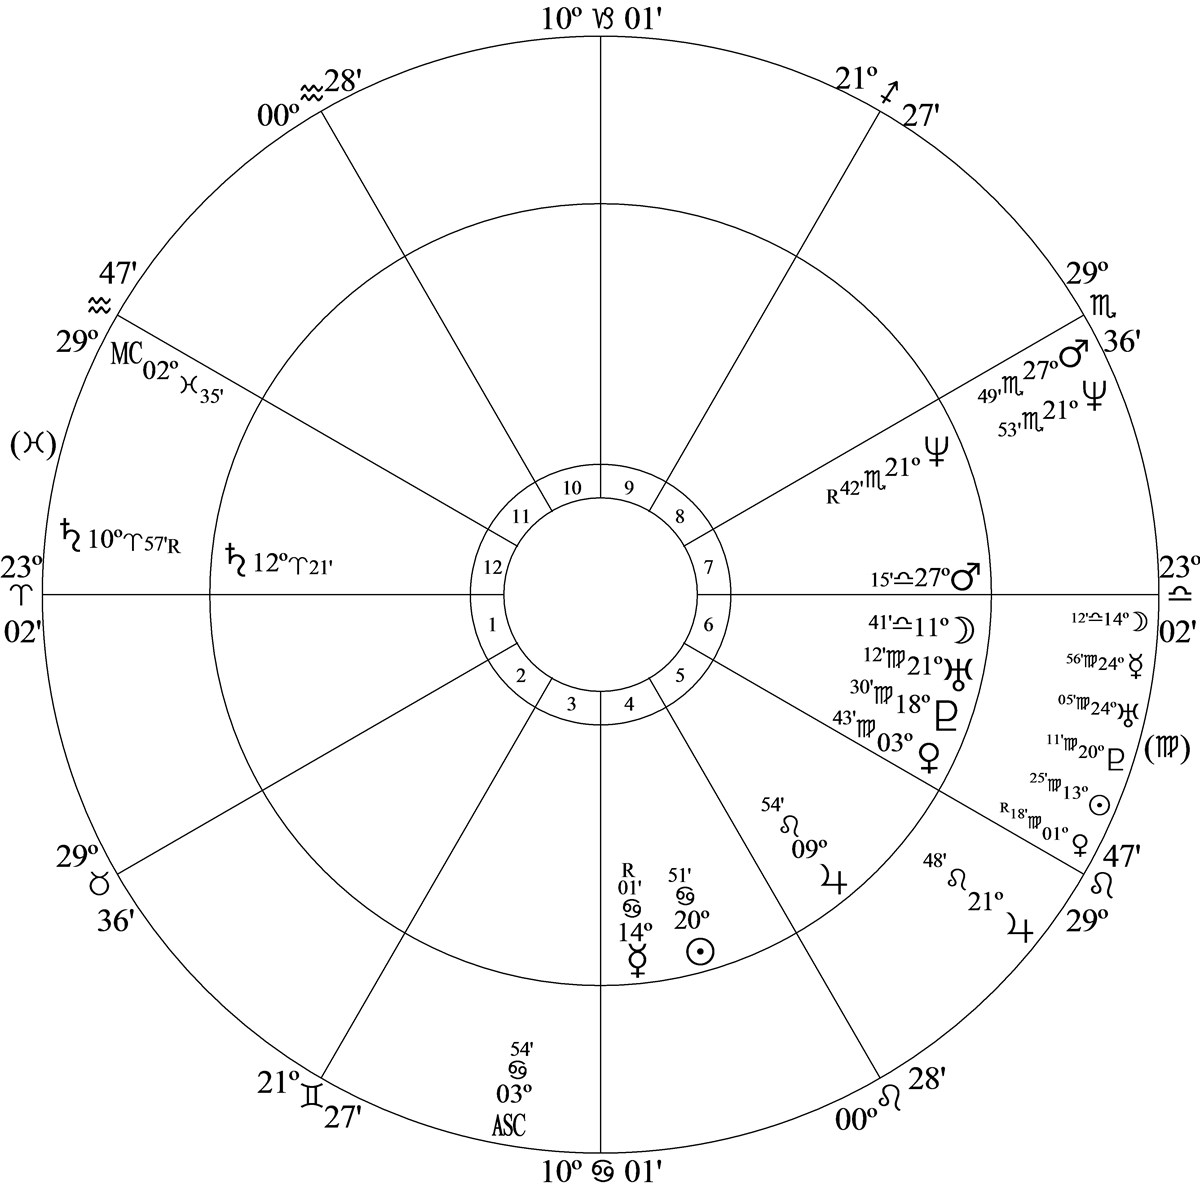 10º ♑ 01'
21º ♐ 27'
00º ♒ 28'
29º ♏ 36'
47' ♒ 29º
MC 02º ♓ 35'
49' ♏ 27º ♂
53' ♏ 21º ♆
(♓)
R 42' ♏ 21º ♆
♄ 10º ♈ 57' R
♄ 12º ♈ 21'
15' ♎ 27º ♂
23º ♈ 02'
23º ♎ 02'
10
9
11
8
12
7
1
6
2
5
3
4
41' ♎ 11º ☽
12' ♎ 14º ☽
12' ♍ 21º ♅
56' ♍ 24º ☿
30' ♍ 18º ♇
05' ♍ 24º ♅
43' ♍ 03º ♀
11' ♍ 20º ♇
(♍)
25' ♍ 13º ☉
R 18' ♍ 01º ♀
54' ♌ 09º ♃
48' ♌ 21º ♃
47' ♌ 29º
29º ♉ 36'
R 01' ♋ 14º ☿
51' ♋ 20º ☉
54' ♋ 03º ASC
21º ♊ 27'
00º ♌ 28'
10º ♋ 01'